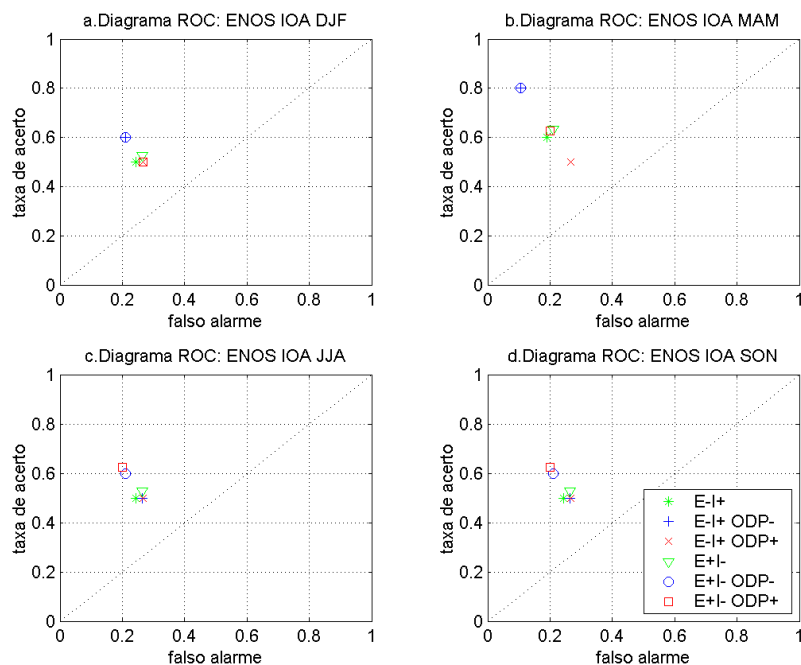 a.Diagrama ROC: ENOS IOA DJF
1
0.8
0.6
0.4
0.2
0
taxa de acerto
0 0.2 0.4 0.6 0.8 1
falso alarme
b.Diagrama ROC: ENOS IOA MAM
1
0.8
0.6
0.4
0.2
0
taxa de acerto
0 0.2 0.4 0.6 0.8 1
falso alarme
c.Diagrama ROC: ENOS IOA JJA
1
0.8
0.6
0.4
0.2
0
taxa de acerto
0 0.2 0.4 0.6 0.8 1
falso alarme
d.Diagrama ROC: ENOS IOA SON
1
0.8
0.6
0.4
0.2
0
taxa de acerto
0 0.2 0.4 0.6 0.8 1
falso alarme
E-I+
E-I+ ODP-
E-I+ ODP+
E+I-
E+I- ODP-
E+I- ODP+